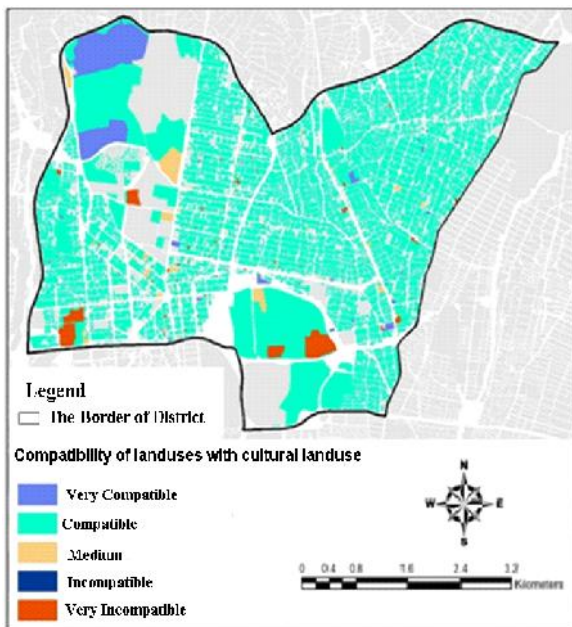 Legend
The Border of District
Compatibility of landuses with cultural landuse
Very Compatible
Compatible
Medium
Incompatible
Very Incompatible
N
W E
S
0 0.4 0.8 1.6 2.4 3.2
Kilometers